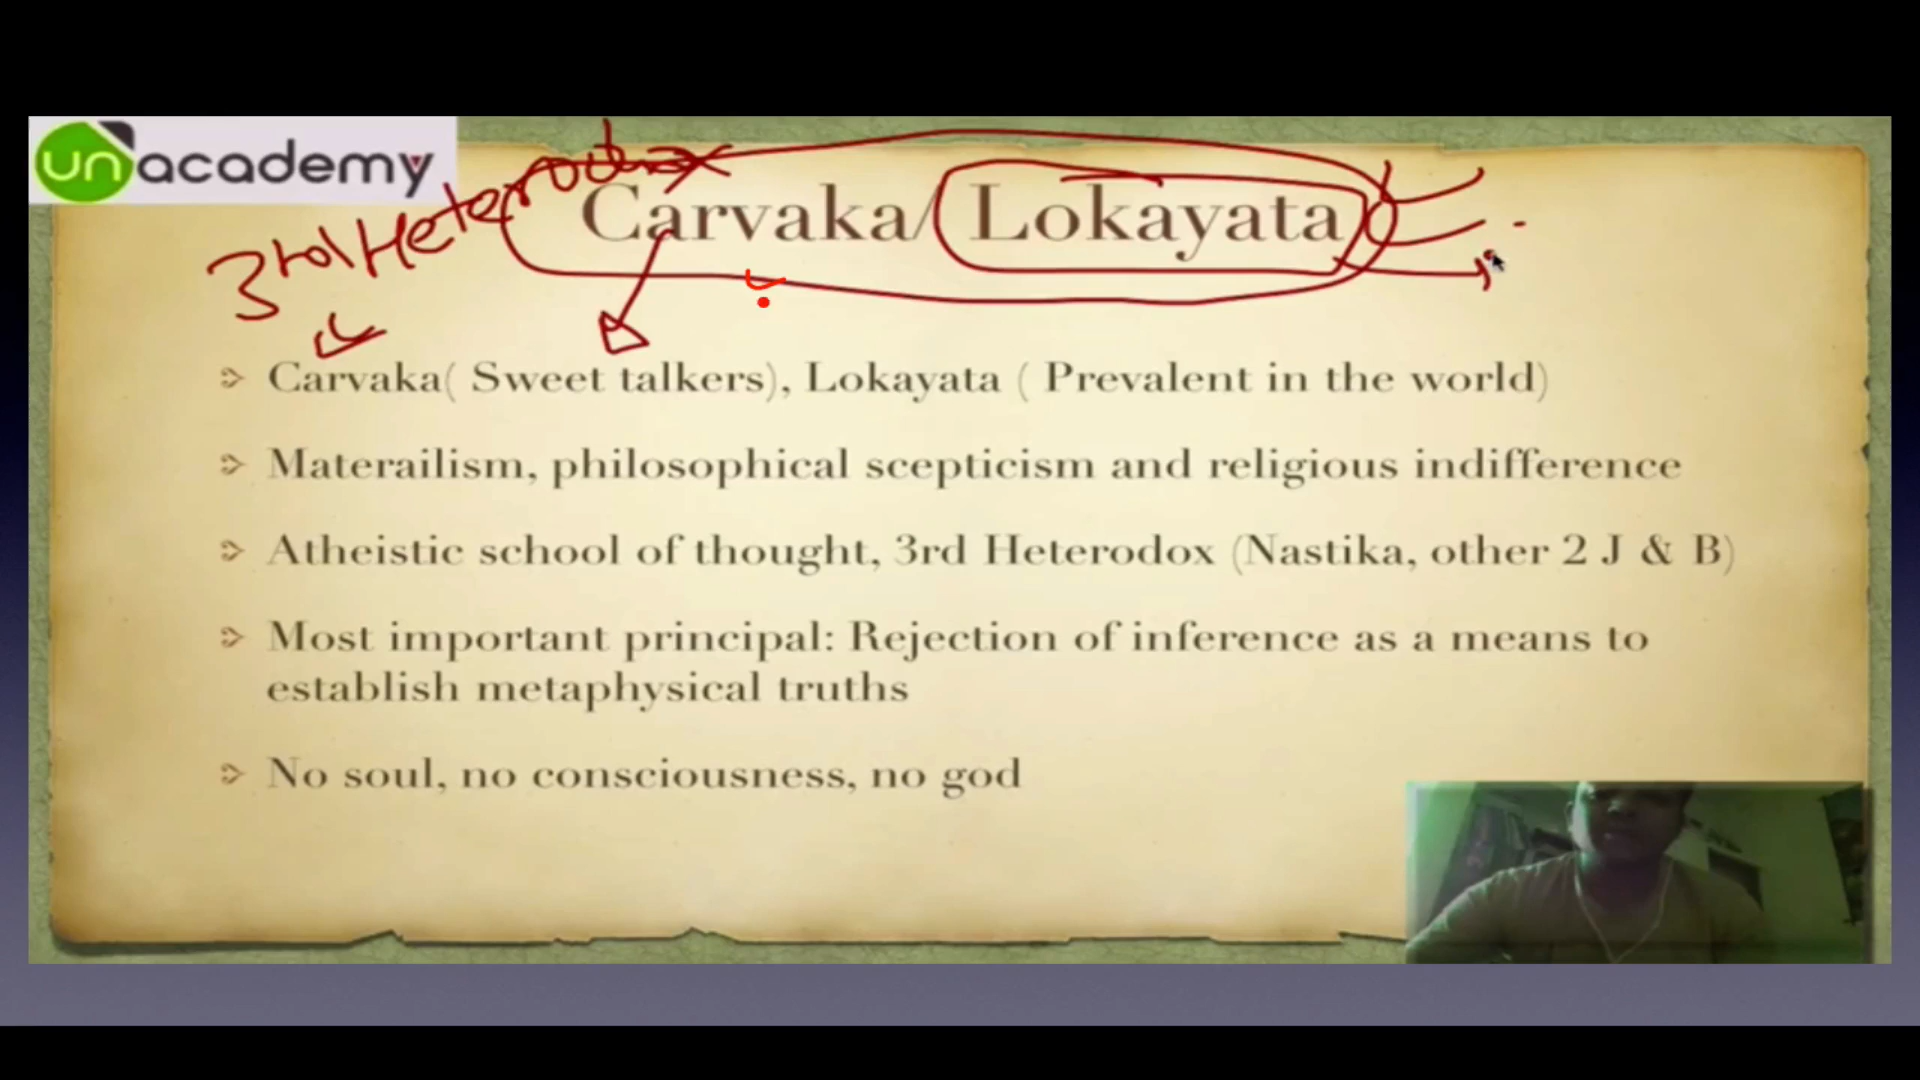 unacademy
3rd Heterodox
Carvaka/ Lokayata
Carvaka( Sweet talkers), Lokayata ( Prevalent in the world)
Materailism, philosophical scepticism and religious indifference
Atheistic school of thought, 3rd Heterodox (Nastika, other 2 J & B)
Most important principal: Rejection of inference as a means to
establish metaphysical truths
No soul, no consciousness, no god